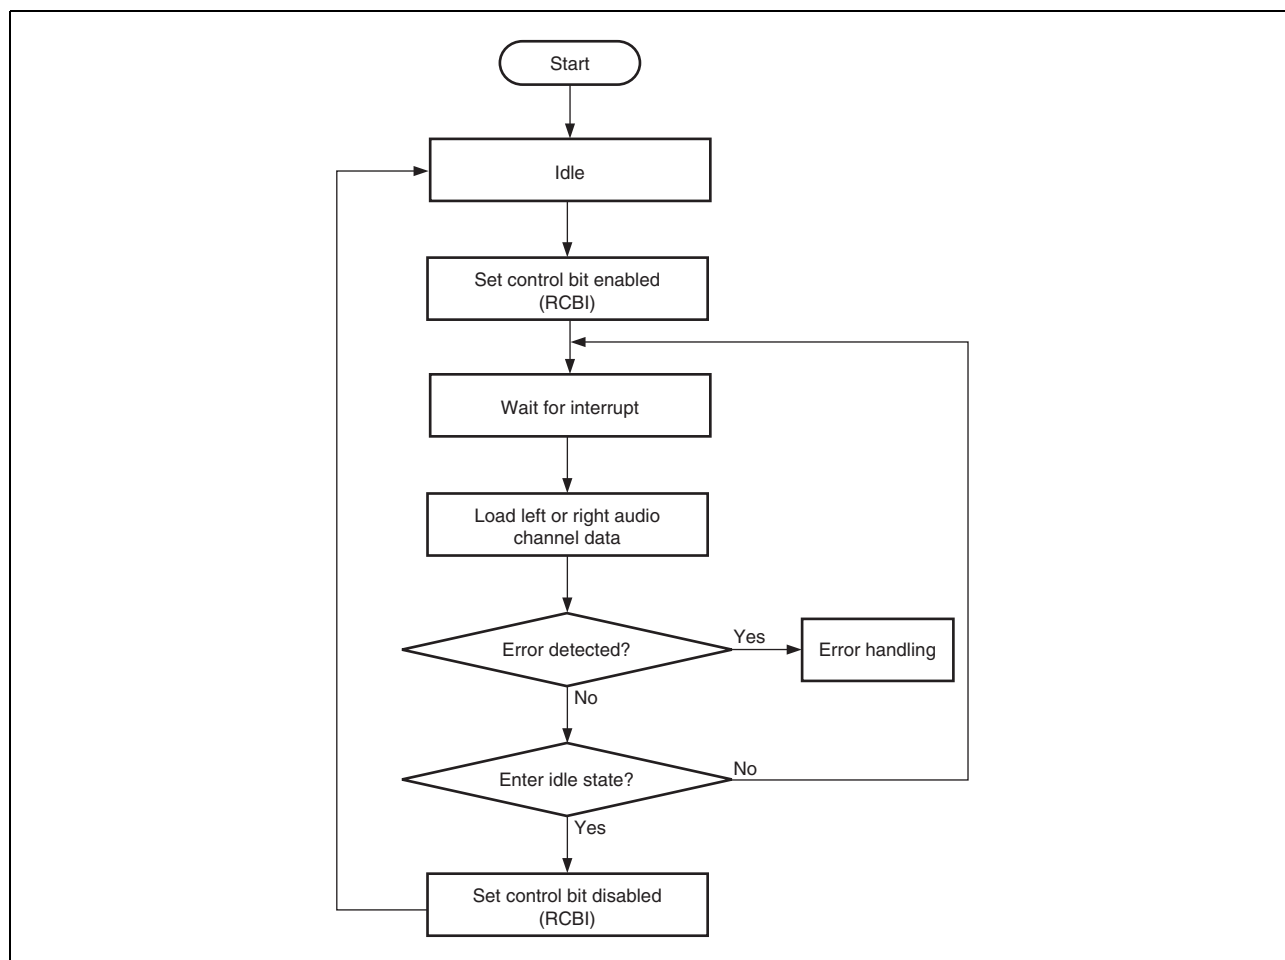 Start
Idle
Set control bit enabled
(RCBI)
Wait for interrupt
Load left or right audio
channel data
Error detected?
Yes
Error handling
No
Enter idle state?
No
Yes
Set control bit disabled
(RCBI)